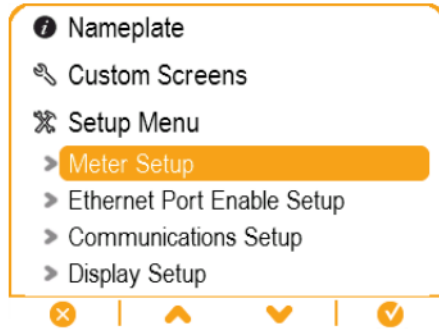 Nameplate
Custom Screens
Setup Menu
Meter Setup
Ethernet Port Enable Setup
Communications Setup
Display Setup